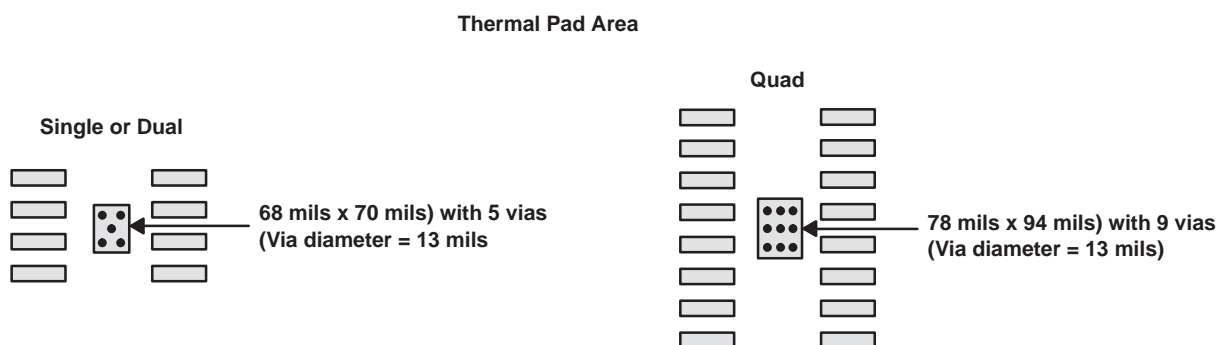 Thermal Pad Area
Single or Dual
68 mils x 70 mils) with 5 vias
(Via diameter = 13 mils
Quad
78 mils x 94 mils) with 9 vias
(Via diameter = 13 mils)